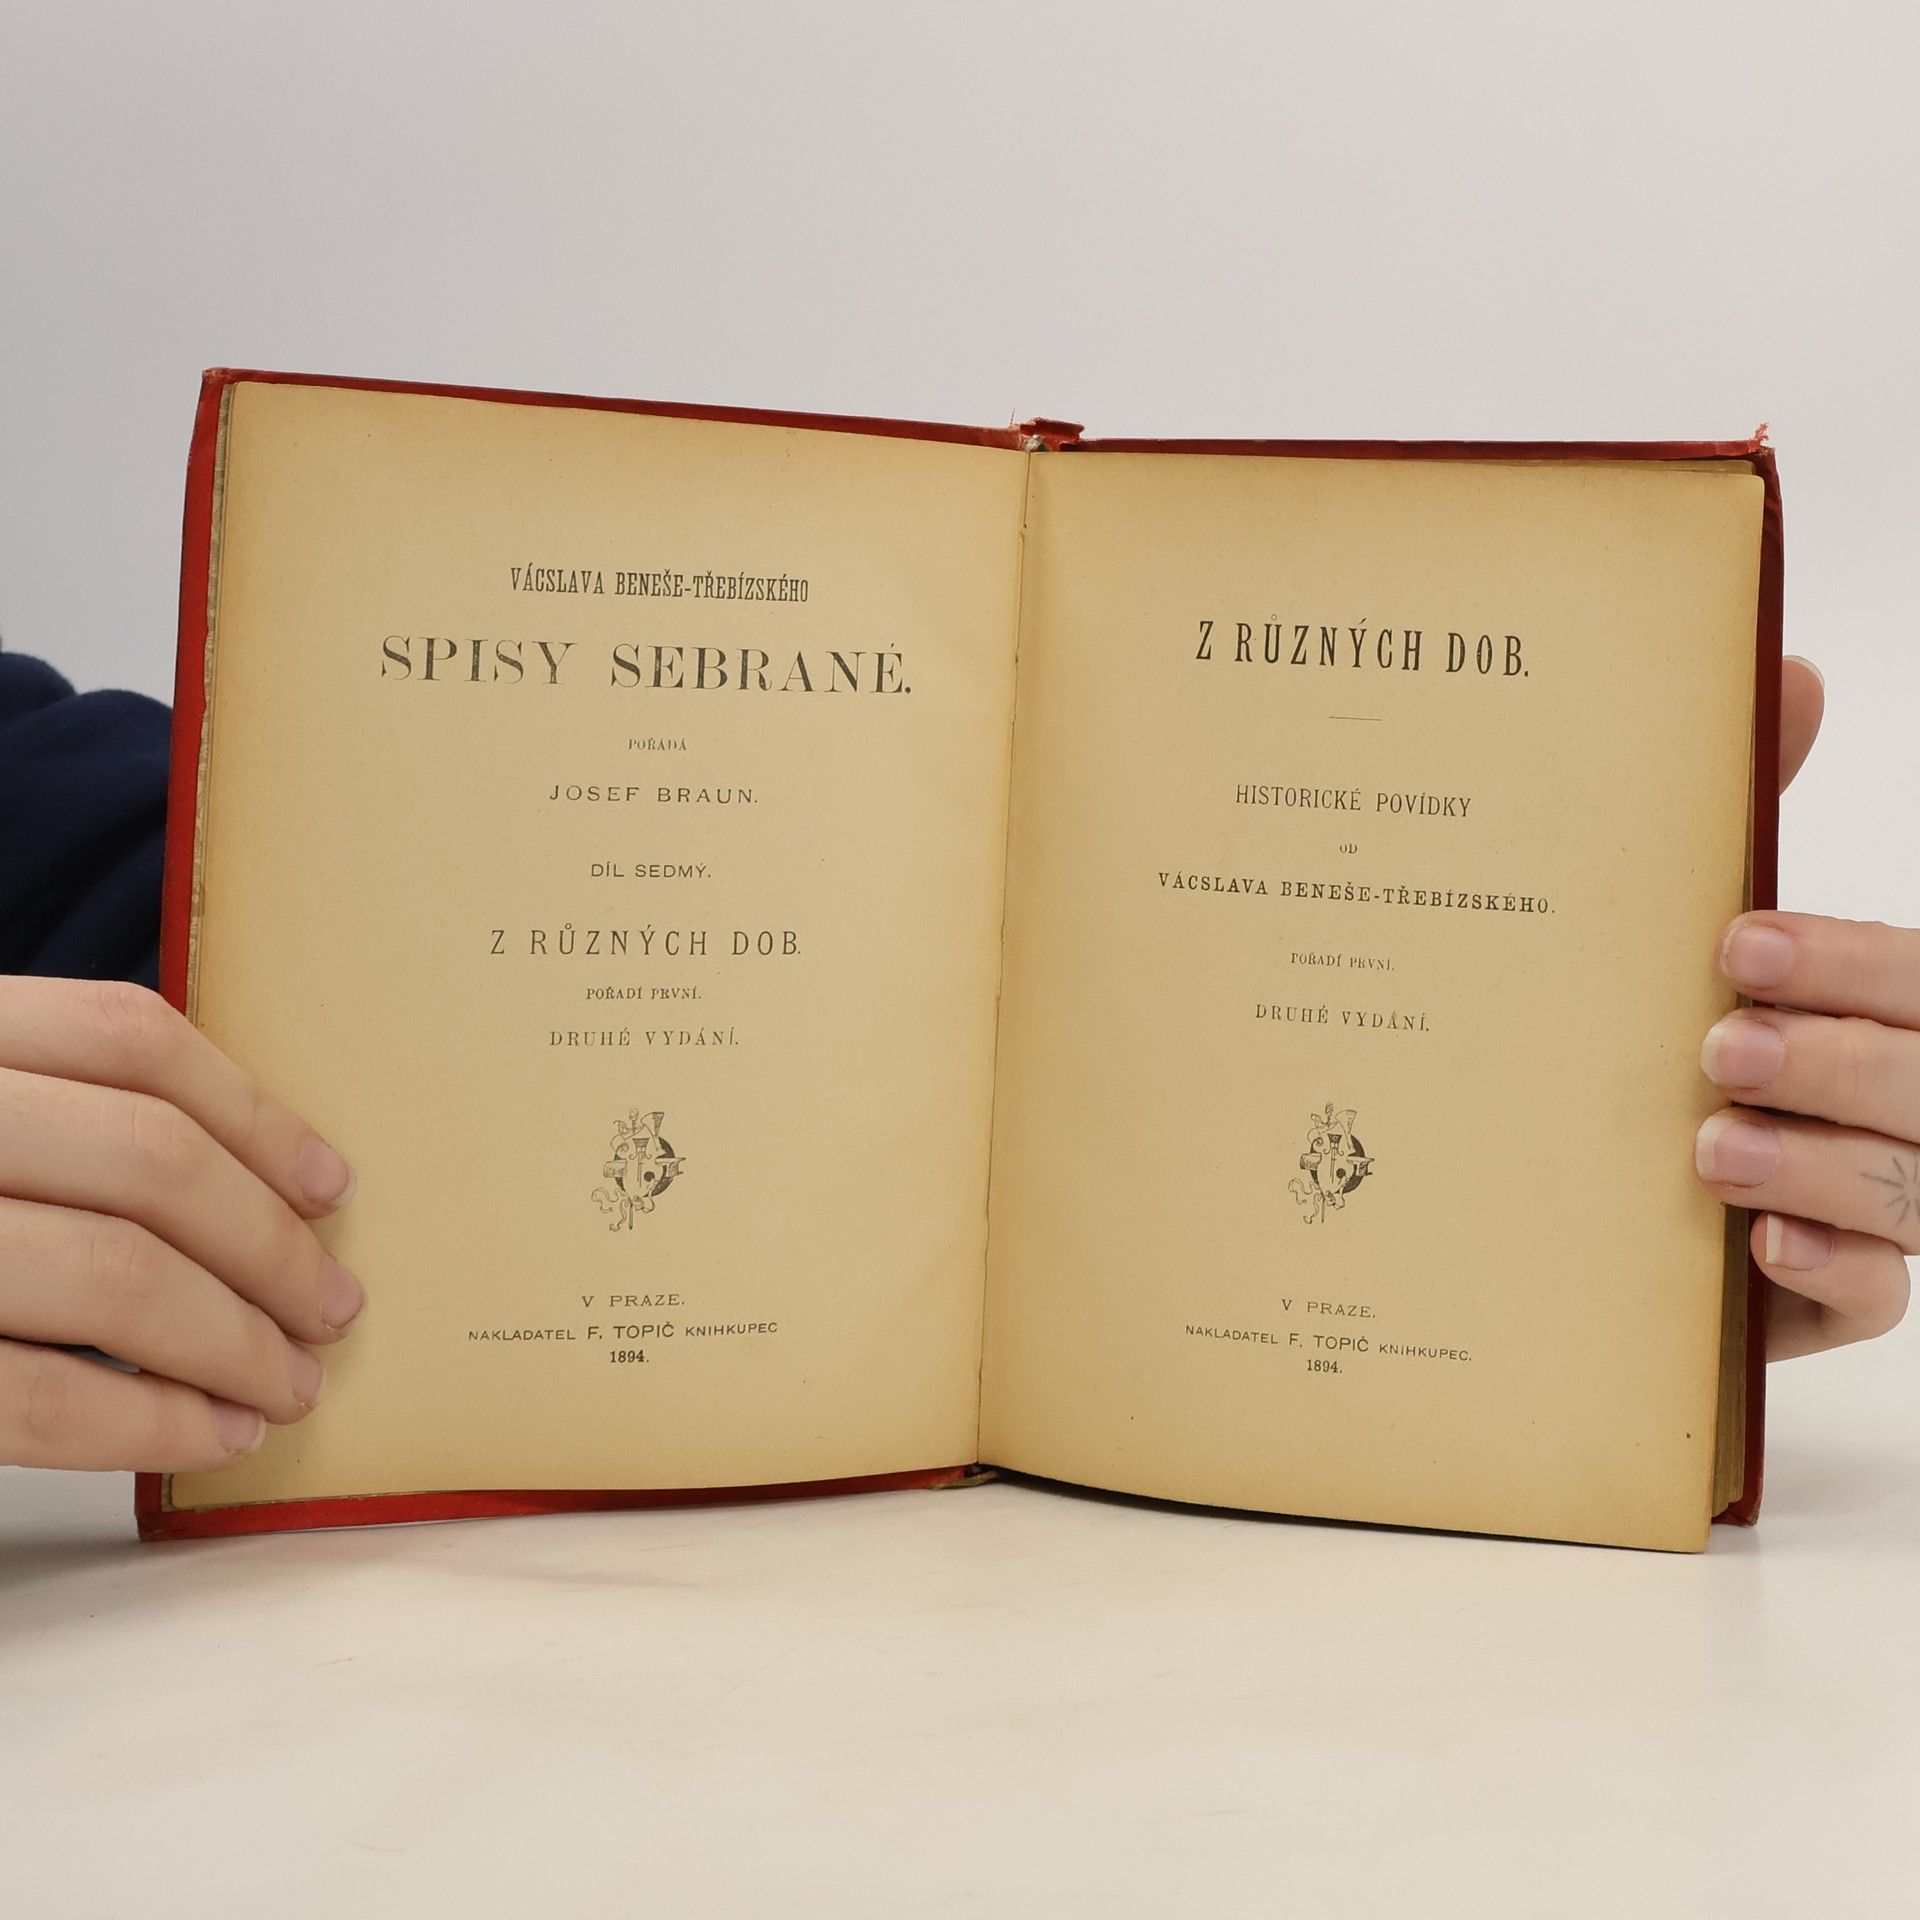 VÁCSLAVA BENEŠE-TŘEBÍZSKÉHO
SPISY SEBRANÉ.
POŘÁDÁ
JOSEF BRAUN.
DÍL SEDMÝ.
Z RŮZNÝCH DOB.
POŘADÍ PRVNÍ.
DRUHÉ VYDÁNÍ.
V PRAZE.
NAKLADATEL F. TOPIČ KNIHKUPEC
1894.
Z RŮZNÝCH DOB.
HISTORICKÉ POVÍDKY
OD
VÁCSLAVA BENEŠE-TŘEBÍZSKÉHO.
POŘADÍ PRVNÍ.
DRUHÉ VYDÁNÍ.
V PRAZE.
NAKLADATEL F. TOPIČ KNIHKUPEC.
1894.